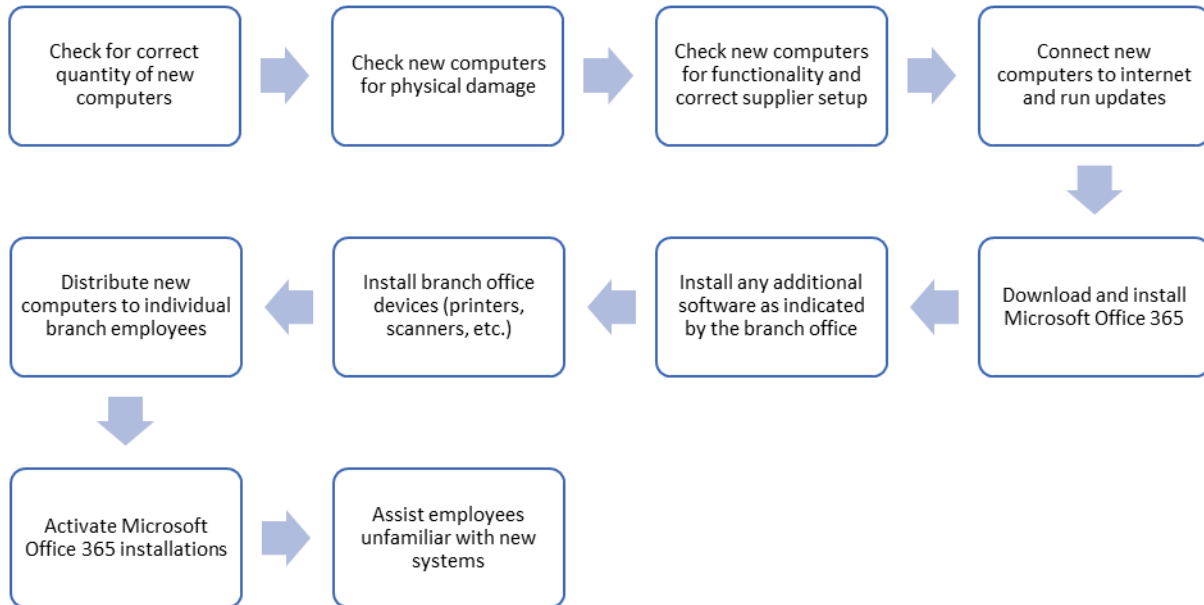 Check for correct
quantity of new
computers
Check new computers
for physical damage
Check new computers
for functionality and
correct supplier setup
Connect new
computers to internet
and run updates
Download and install
Microsoft Office 365
Install any additional
software as indicated
by the branch office
Install branch office
devices (printers,
scanners, etc.)
Distribute new
computers to individual
branch employees
Activate Microsoft
Office 365 installations
Assist employees
unfamiliar with new
systems